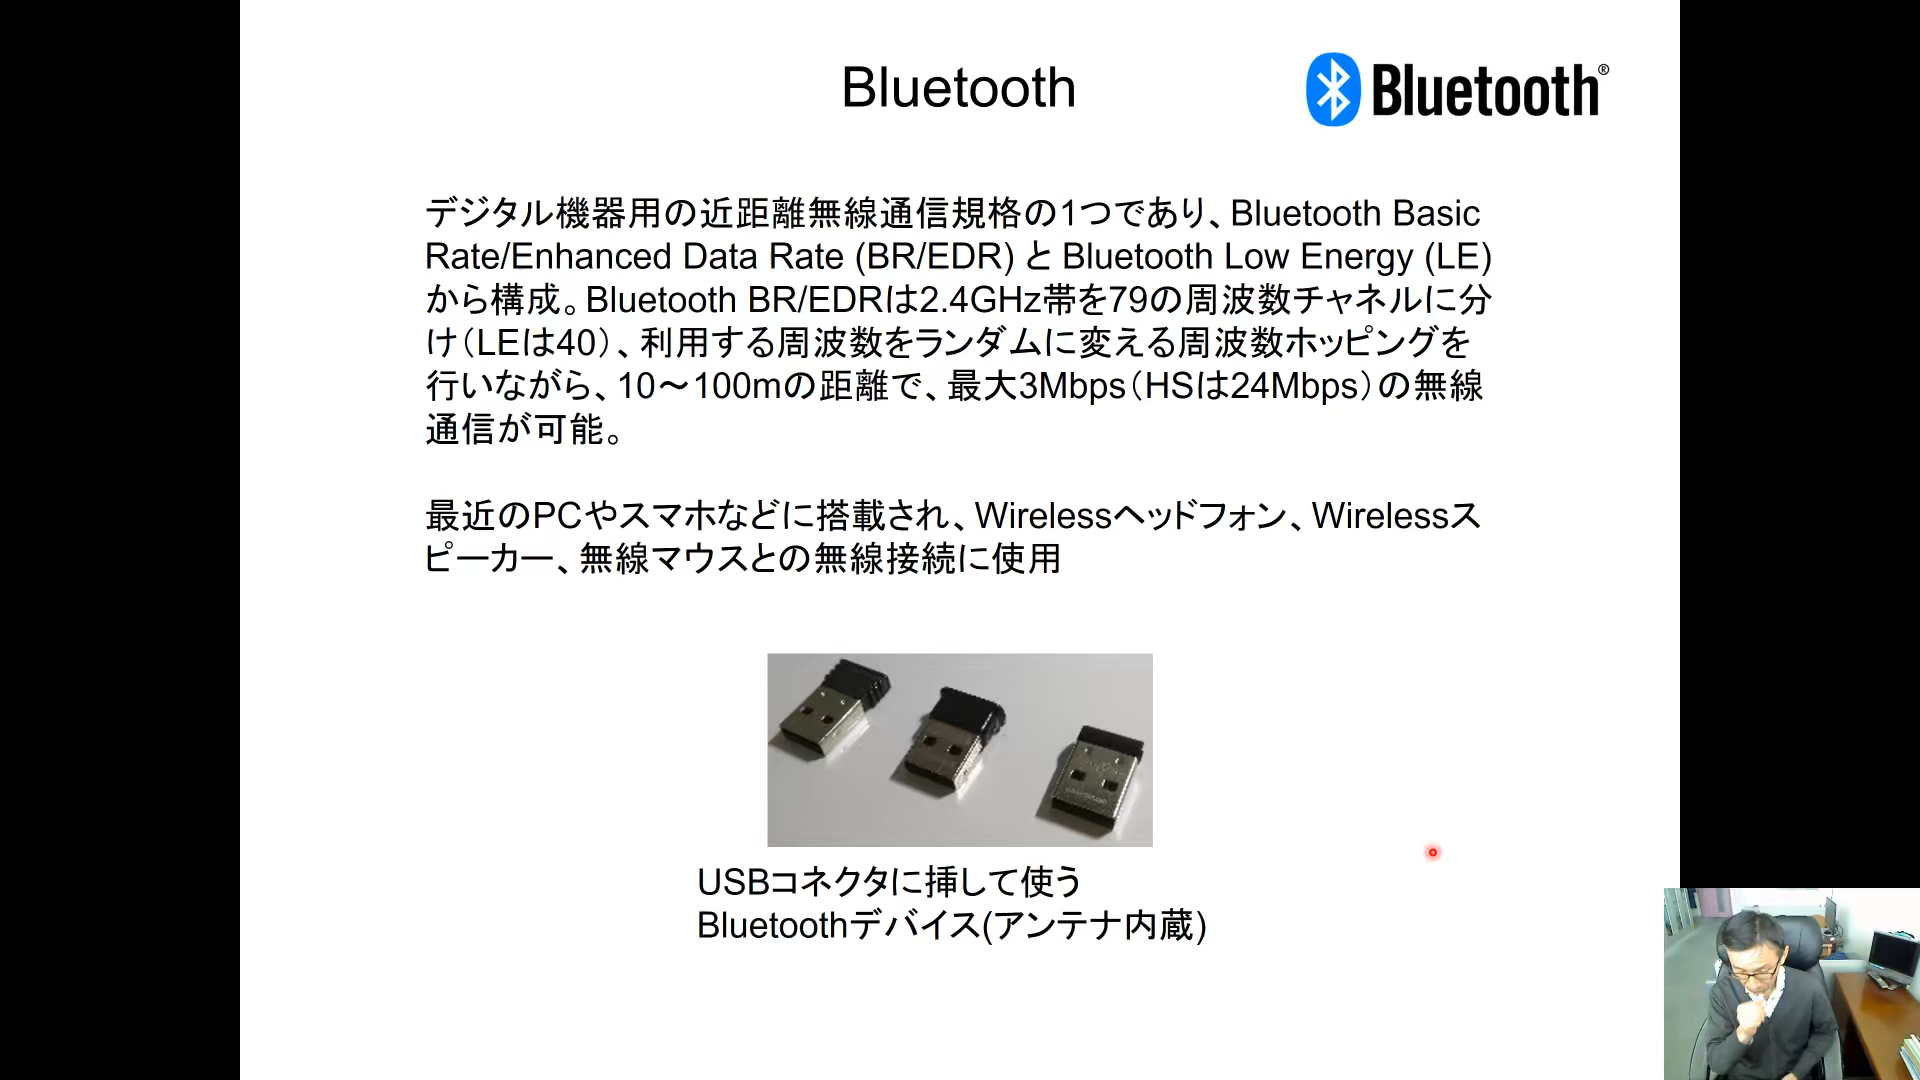 Bluetooth
Bluetooth®
デジタル機器用の近距離無線通信規格の1つであり、Bluetooth Basic
Rate/Enhanced Data Rate (BR/EDR) と Bluetooth Low Energy (LE)
から構成。Bluetooth BR/EDRは2.4GHz帯を79の周波数チャネルに分
け（LEは40）、利用する周波数をランダムに変える周波数ホッピングを
行いながら、10～100mの距離で、最大3Mbps（HSは24Mbps）の無線
通信が可能。
最近のPCやスマホなどに搭載され、Wirelessヘッドフォン、Wirelessス
ピーカー、無線マウスとの無線接続に使用
USBコネクタに挿して使う
Bluetoothデバイス(アンテナ内蔵)